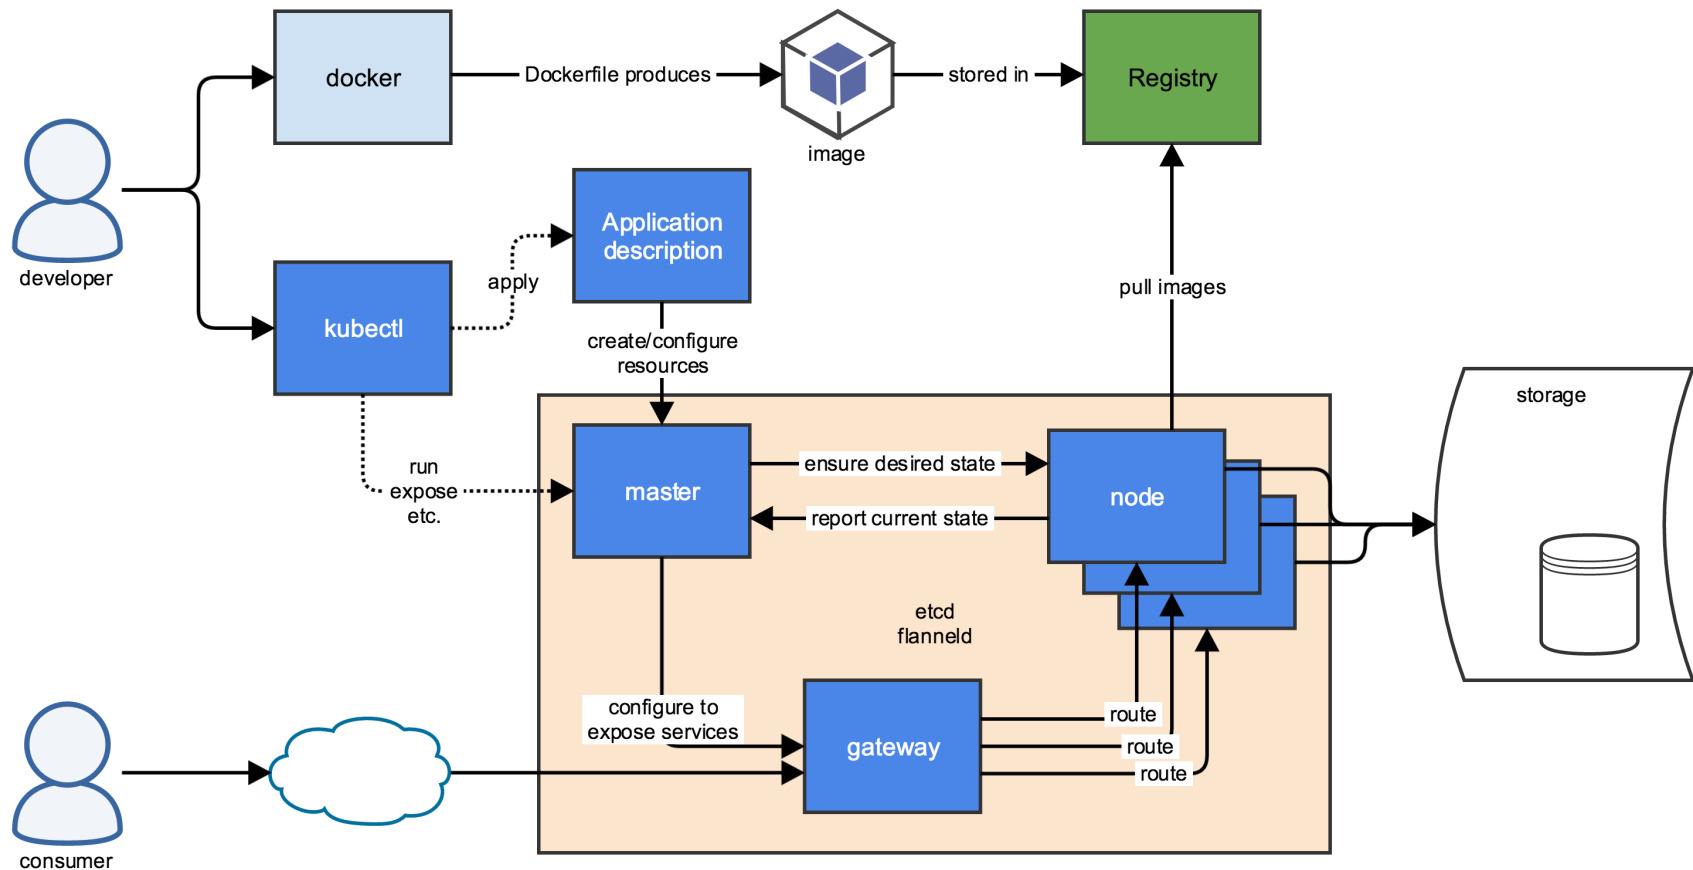 docker
Dockerfile produces
image
stored in
Registry
developer
Application
description
apply
kubectl
create/configure
resources
pull images
storage
run
expose
etc.
master
ensure desired state
report current state
node
etcd
flanneld
configure to
expose services
gateway
route
route
route
consumer